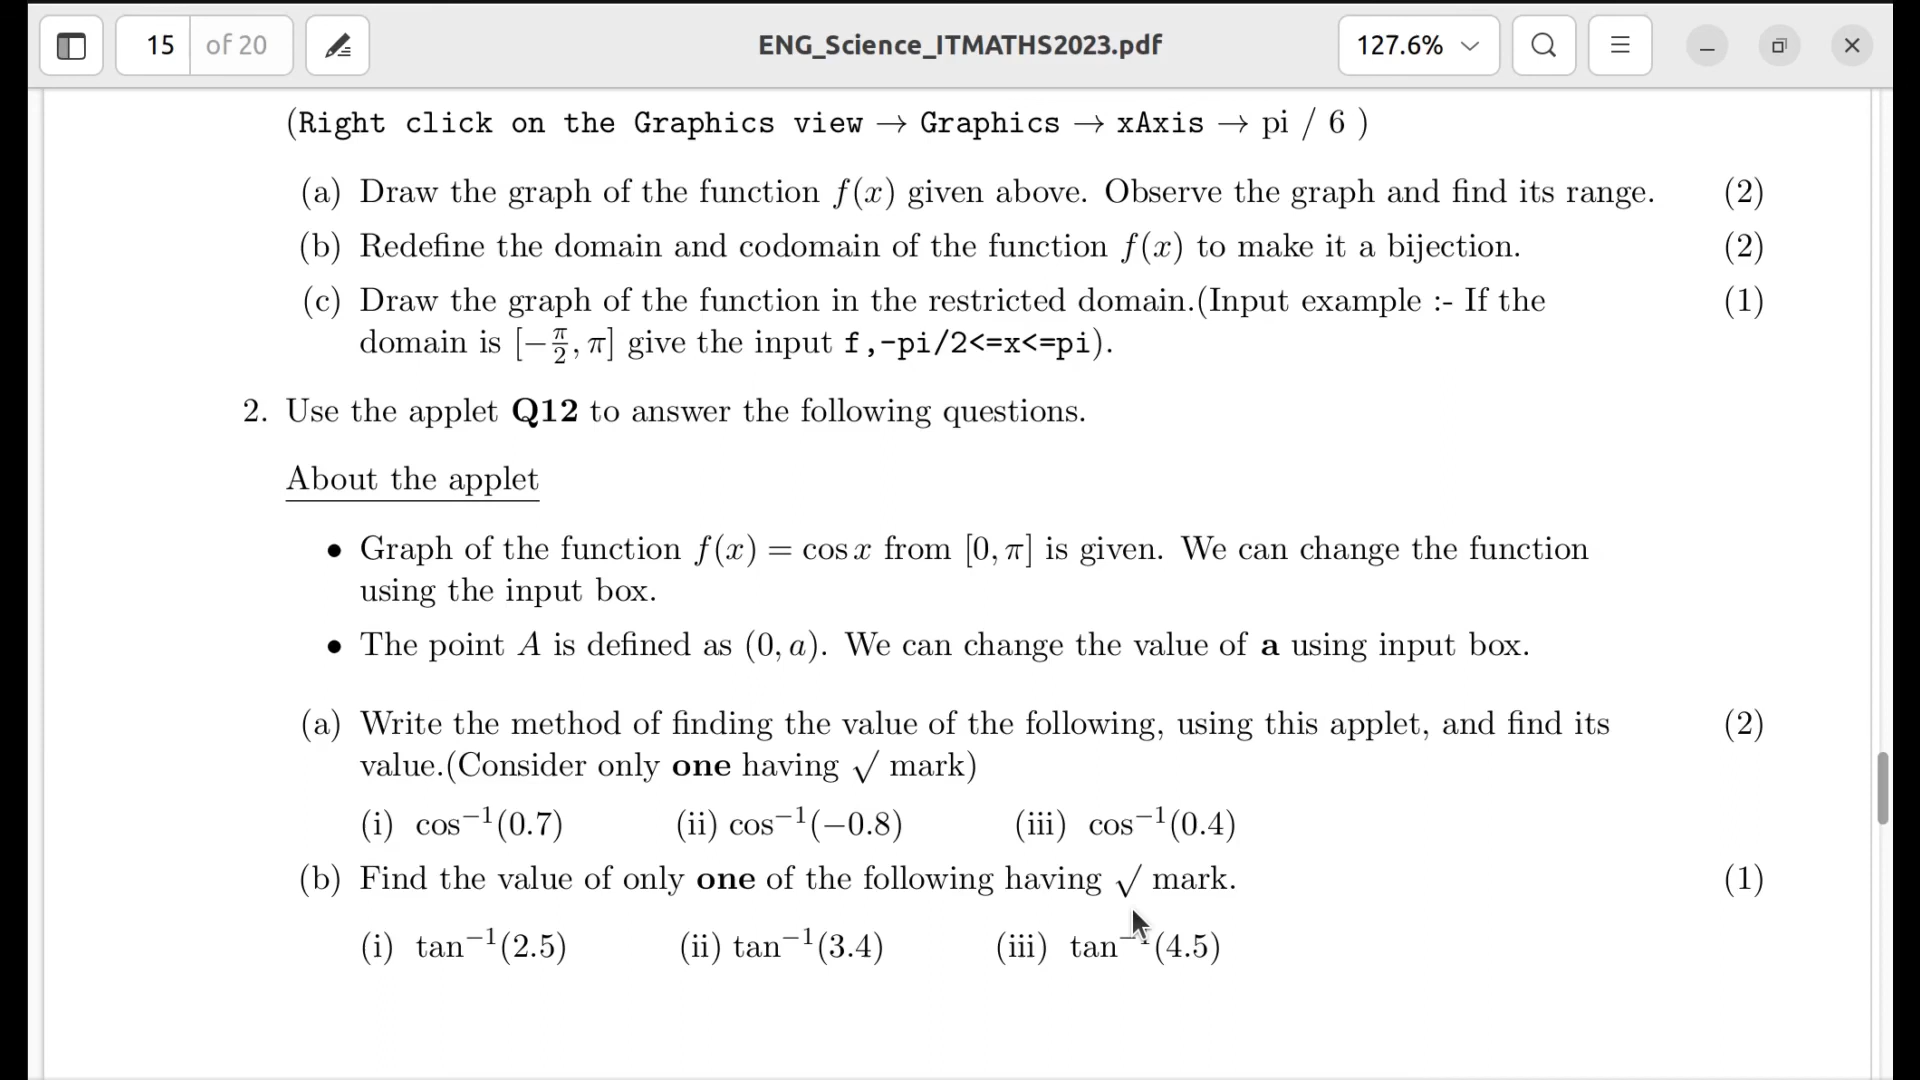 15 of 20 ENG_Science_ITMATHS2023.pdf 127.6%
(Right click on the Graphics view → Graphics → xAxis → pi / 6 )
(a) Draw the graph of the function f(x) given above. Observe the graph and find its range. (2)
(b) Redefine the domain and codomain of the function f(x) to make it a bijection. (2)
(c) Draw the graph of the function in the restricted domain.(Input example :- If the (1)
domain is [−π/2, π] give the input f,-pi/2<=x<=pi).
2. Use the applet Q12 to answer the following questions.
About the applet
• Graph of the function f(x) = cos x from [0, π] is given. We can change the function
using the input box.
• The point A is defined as (0, a). We can change the value of a using input box.
(a) Write the method of finding the value of the following, using this applet, and find its (2)
value.(Consider only one having √ mark)
(i) cos⁻¹(0.7) (ii) cos⁻¹(−0.8) (iii) cos⁻¹(0.4)
(b) Find the value of only one of the following having √ mark. (1)
(i) tan⁻¹(2.5) (ii) tan⁻¹(3.4) (iii) tan⁻¹(4.5)